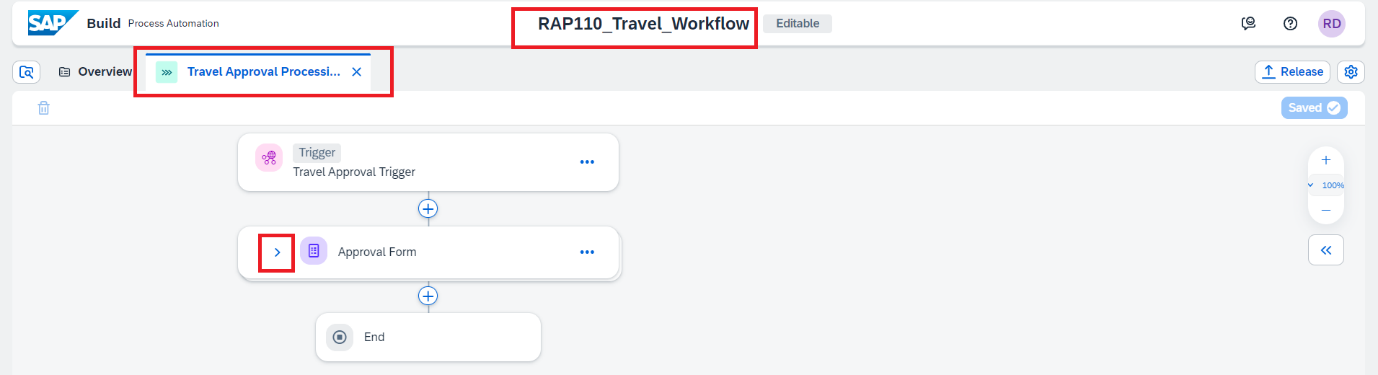 SAP Build Process Automation RAP110_Travel_Workflow Editable RD
Overview Travel Approval Processi... Release
Saved
Trigger
Travel Approval Trigger
100%
Approval Form
End